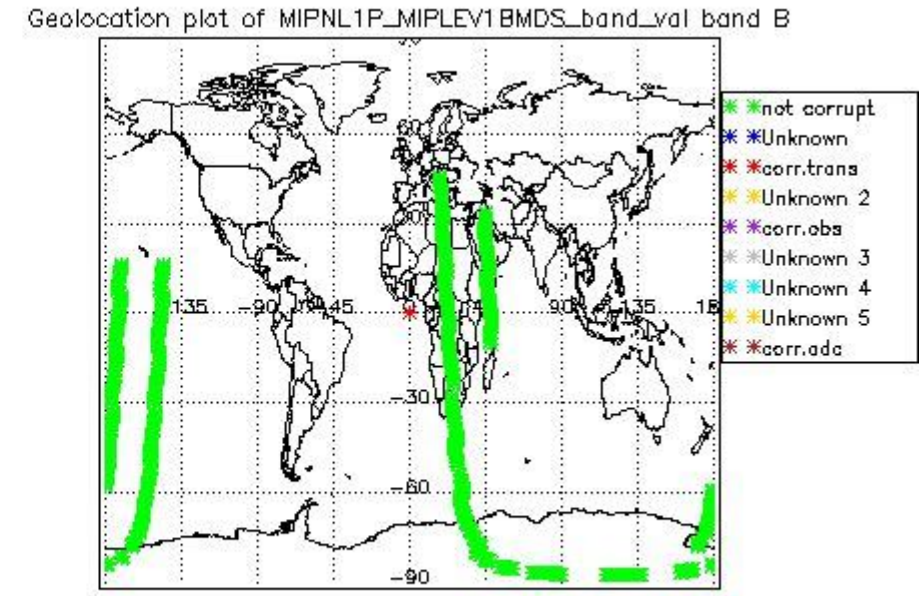 Geolocation plot of MIPNL1P_MIPLEV1BMDS_band_val band B
not corrupt
Unknown
corr.trans
Unknown 2
corr.obs
Unknown 3
Unknown 4
Unknown 5
corr.adc
60
135
-90
45
90
135
-30
-60
-90